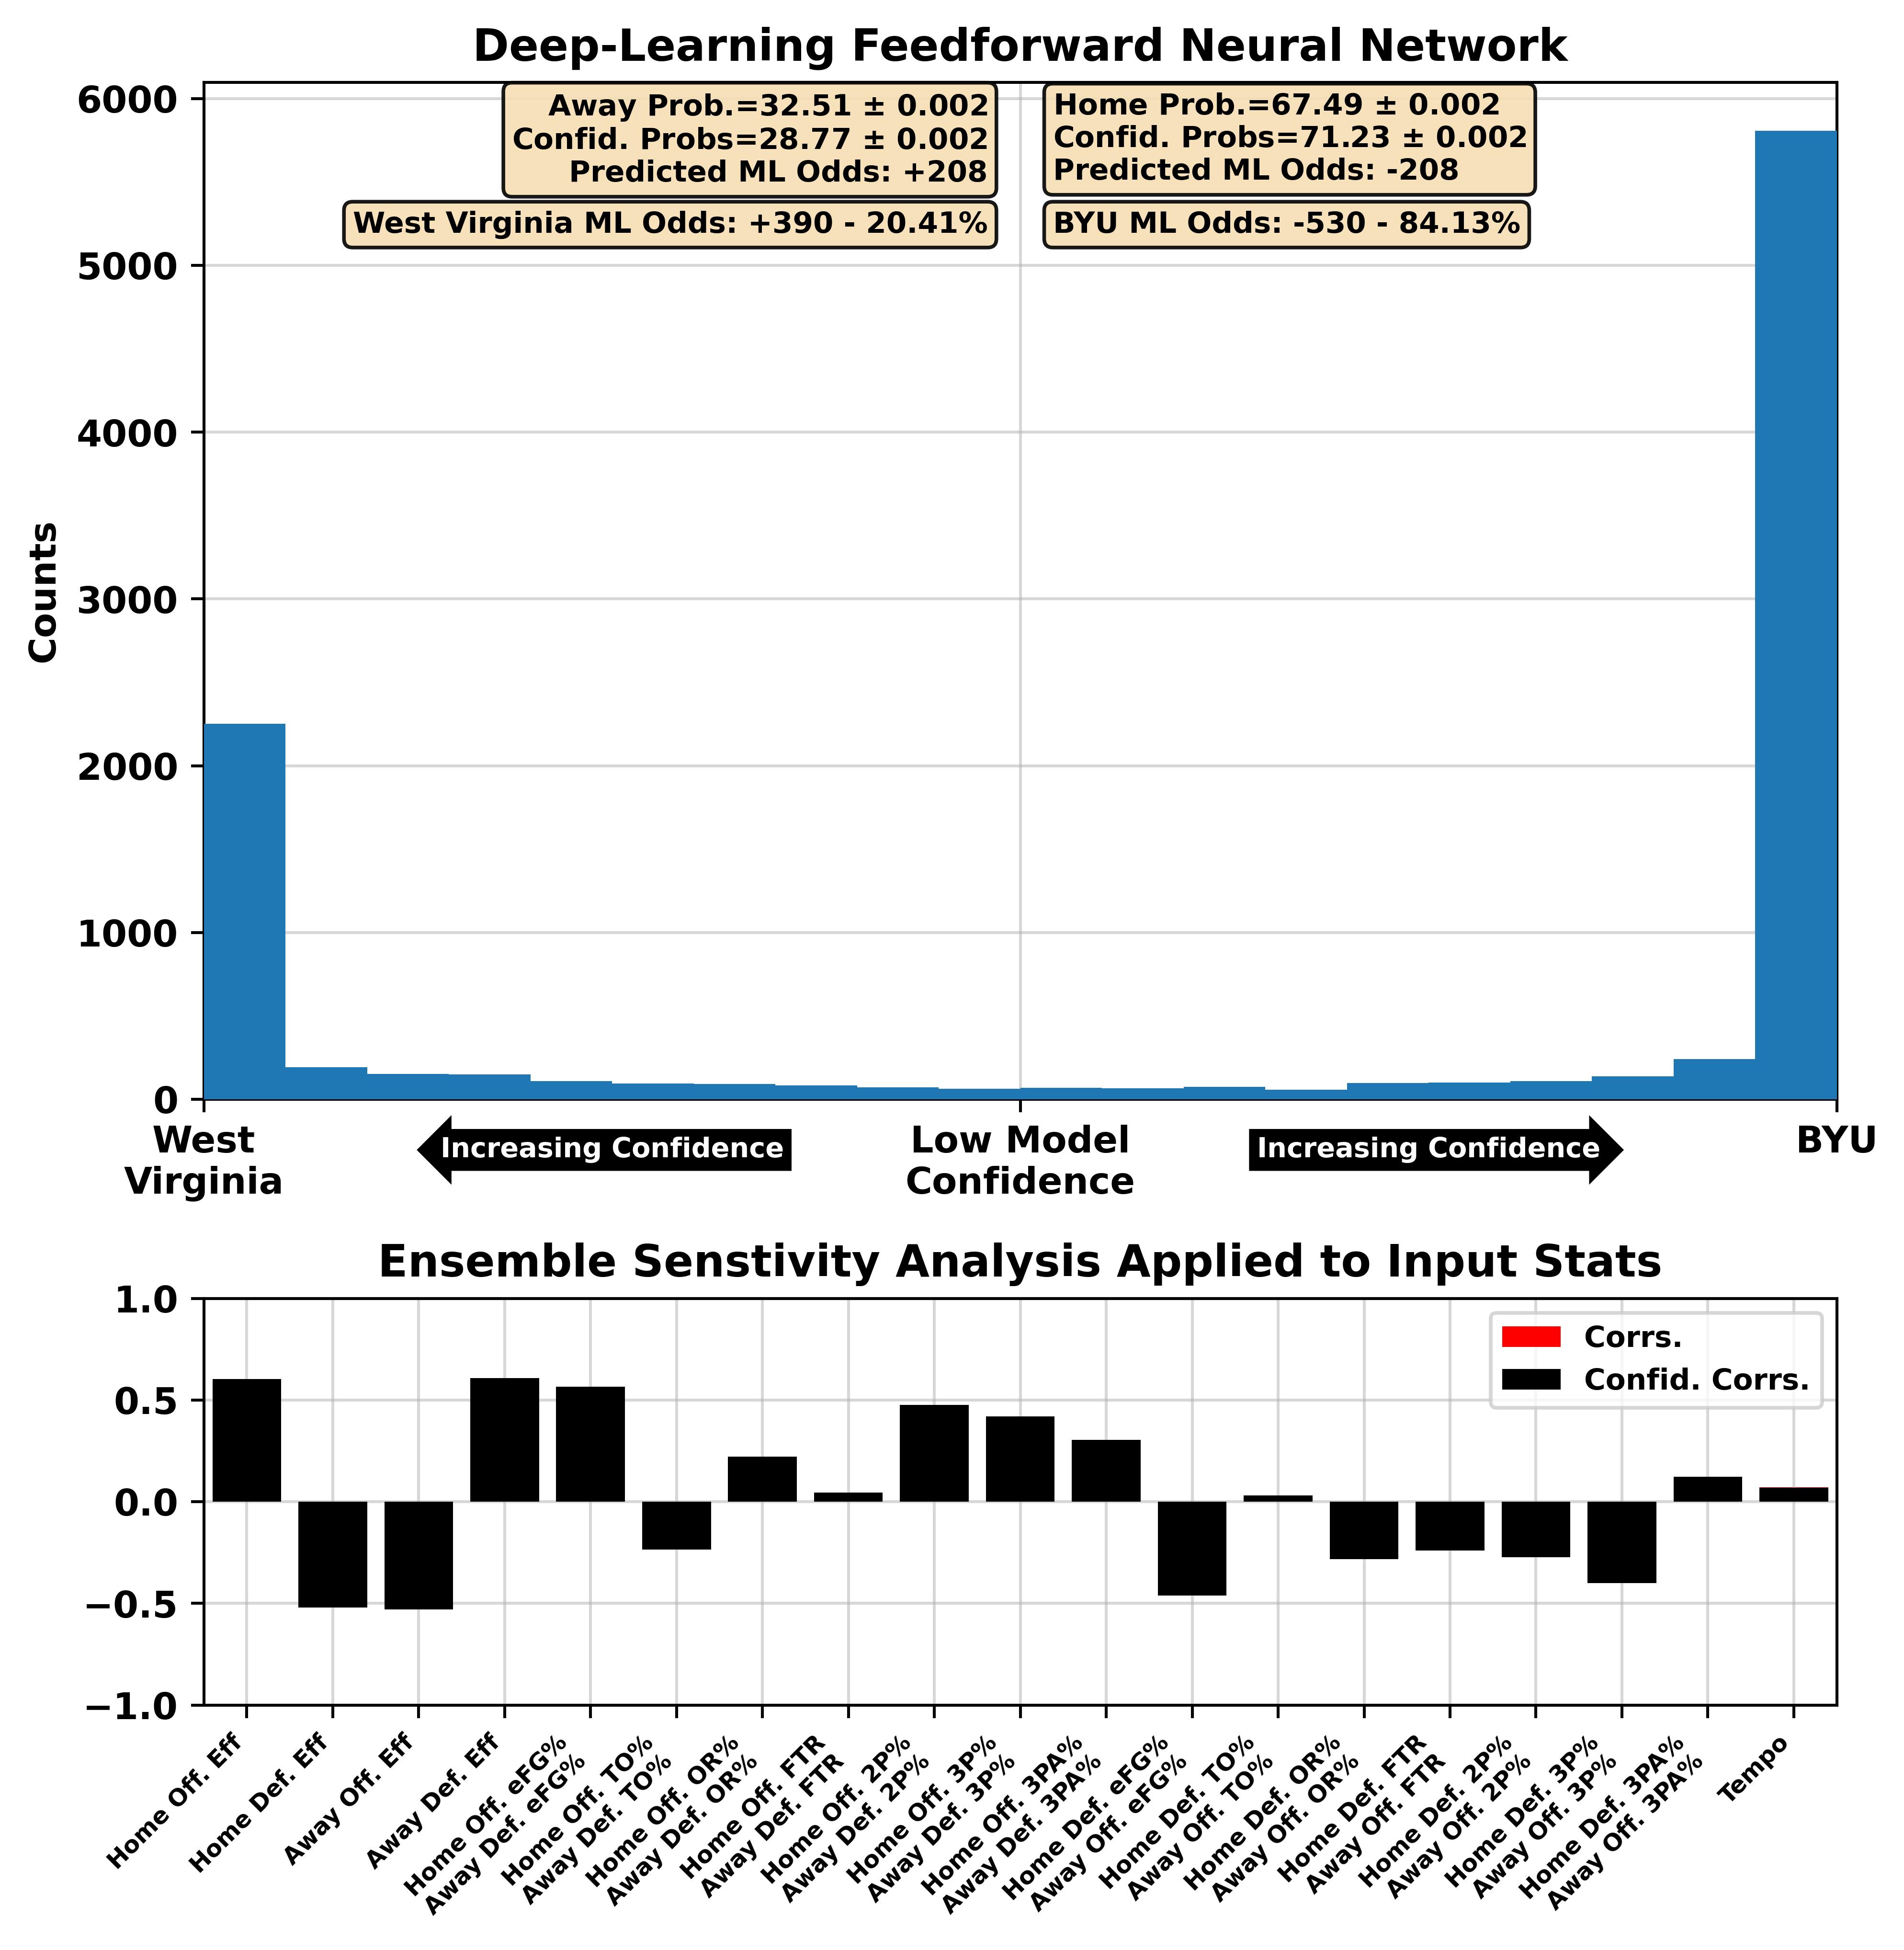 Deep-Learning Feedforward Neural Network
Away Prob.=32.51 ± 0.002
Confid. Probs=28.77 ± 0.002
Predicted ML Odds: +208
West Virginia ML Odds: +390 - 20.41%
Home Prob.=67.49 ± 0.002
Confid. Probs=71.23 ± 0.002
Predicted ML Odds: -208
BYU ML Odds: -530 - 84.13%
6000
5000
4000
3000
2000
1000
0
Counts
West
Virginia
Increasing Confidence
Low Model
Confidence
Increasing Confidence
BYU
Ensemble Senstivity Analysis Applied to Input Stats
1.0
0.5
0.0
−0.5
−1.0
Corrs.
Confid. Corrs.
Home Off. Eff
Home Def. Eff
Away Off. Eff
Away Def. Eff
Home Off. eFG%
Away Def. eFG%
Home Off. TO%
Away Def. TO%
Home Off. OR%
Away Def. OR%
Home Off. FTR
Away Def. FTR
Home Off. 2P%
Away Def. 2P%
Home Off. 3P%
Away Def. 3P%
Home Off. 3PA%
Away Def. 3PA%
Home Def. eFG%
Away Off. eFG%
Home Def. TO%
Away Off. TO%
Home Def. OR%
Away Off. OR%
Home Def. FTR
Away Off. FTR
Home Def. 2P%
Away Off. 2P%
Home Def. 3P%
Away Off. 3P%
Home Def. 3PA%
Away Off. 3PA%
Tempo